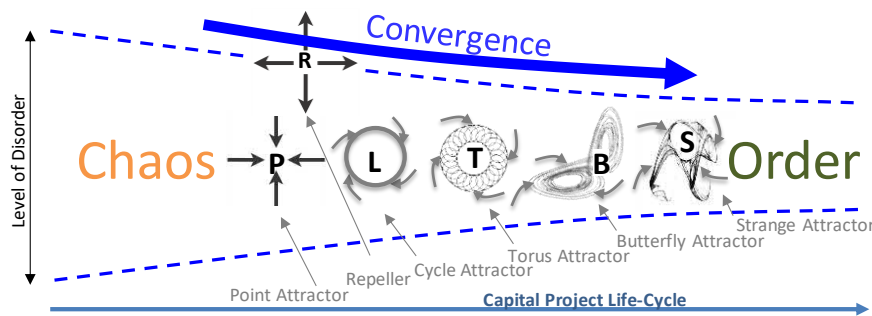 Convergence
R
Level of Disorder
Chaos
P
L
T
B
S
Order
Strange Attractor
Butterfly Attractor
Torus Attractor
Cycle Attractor
Repeller
Point Attractor
Capital Project Life-Cycle